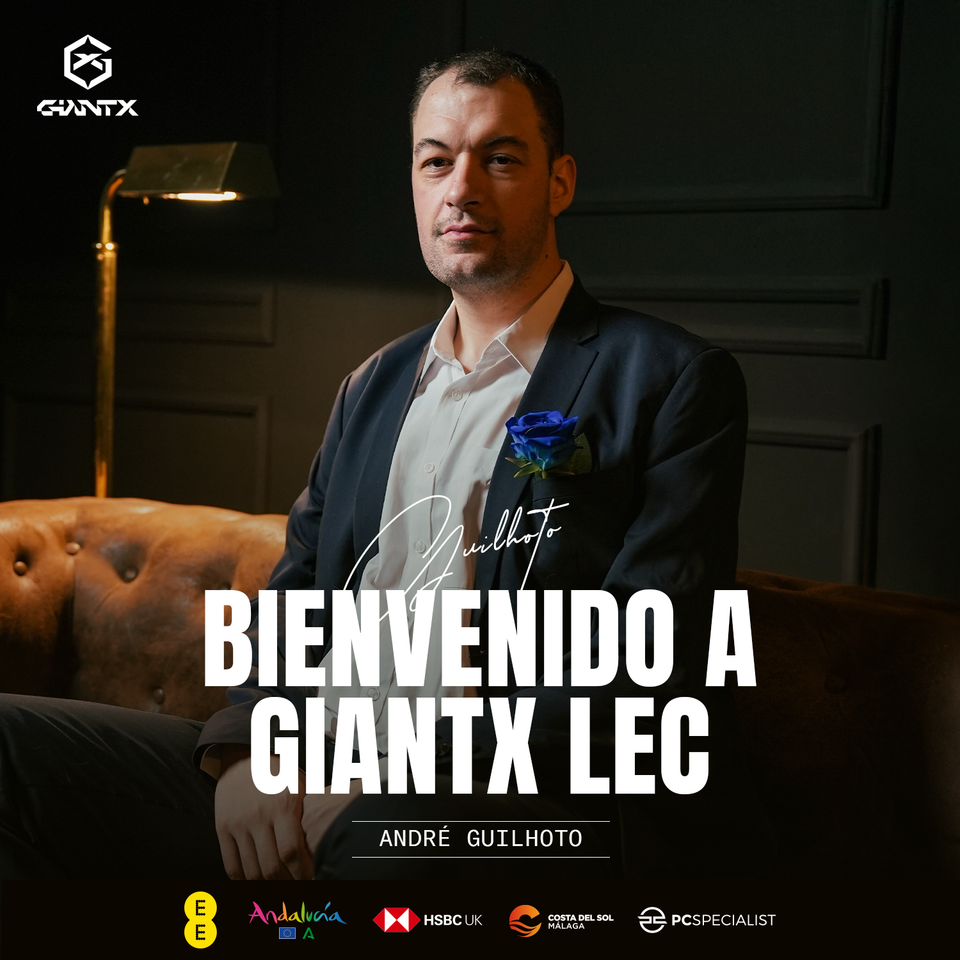 GIANTX
Guilhoto
BIENVENIDO A
GIANTX LEC
ANDRÉ GUILHOTO
EE
Andalucía
HSBC UK
COSTA DEL SOL
MÁLAGA
PCSPECIALIST